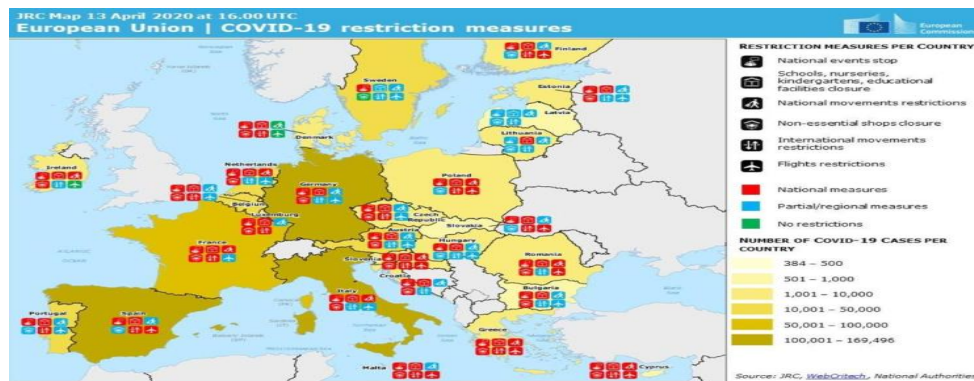 JRC Map 13 April 2020 at 16.00 UTC
European Union | COVID-19 restriction measures
European
Commission
Finland
Sweden
Estonia
Latvia
Lithuania
Denmark
Ireland
Netherlands
Germany
Poland
Belgium
Luxemburg
Czech
Republic
Slovakia
Austria
Hungary
France
Slovenia
Romania
Croatia
Italy
Bulgaria
Portugal
Spain
Greece
Malta
Cyprus
RESTRICTION MEASURES PER COUNTRY
National events stop
Schools, nurseries,
kindergartens, educational
facilities closure
National movements restrictions
Non-essential shops closure
International movements
restrictions
Flights restrictions
National measures
Partial/regional measures
No restrictions
NUMBER OF COVID-19 CASES PER
COUNTRY
384 – 500
501 – 1,000
1,001 – 10,000
10,001 – 50,000
50,001 – 100,000
100,001 – 169,496
Source: JRC, WebCritech, National Authorities